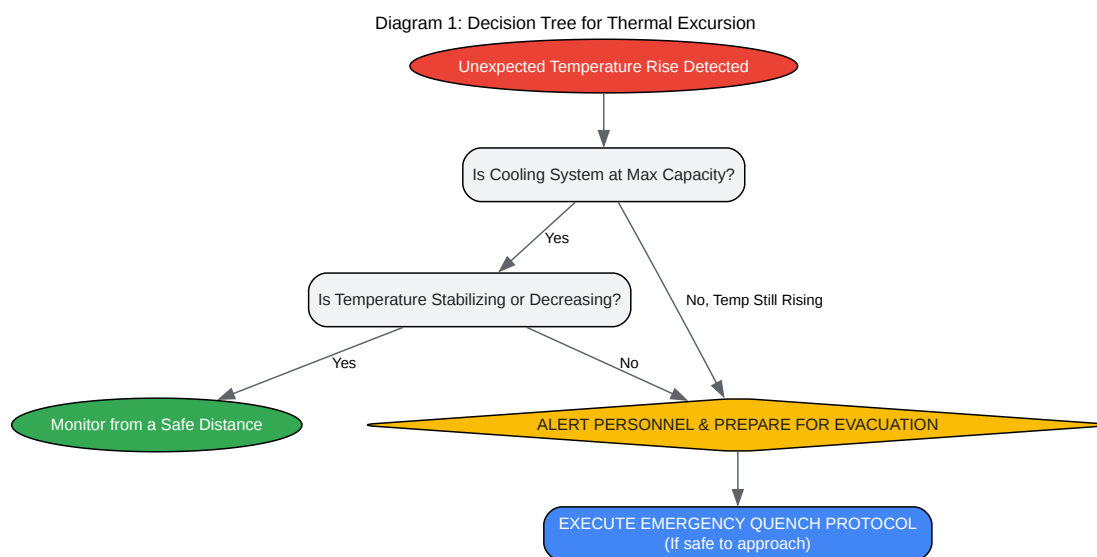 Diagram 1: Decision Tree for Thermal Excursion
Unexpected Temperature Rise Detected
Is Cooling System at Max Capacity?
Yes
Is Temperature Stabilizing or Decreasing?
No, Temp Still Rising
Yes
No
Monitor from a Safe Distance
ALERT PERSONNEL & PREPARE FOR EVACUATION
EXECUTE EMERGENCY QUENCH PROTOCOL
(If safe to approach)